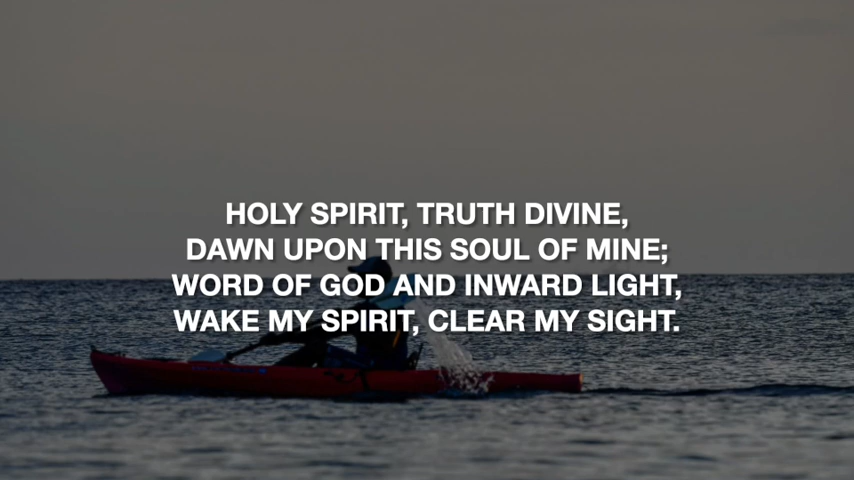 HOLY SPIRIT, TRUTH DIVINE,
DAWN UPON THIS SOUL OF MINE;
WORD OF GOD AND INWARD LIGHT,
WAKE MY SPIRIT, CLEAR MY SIGHT.